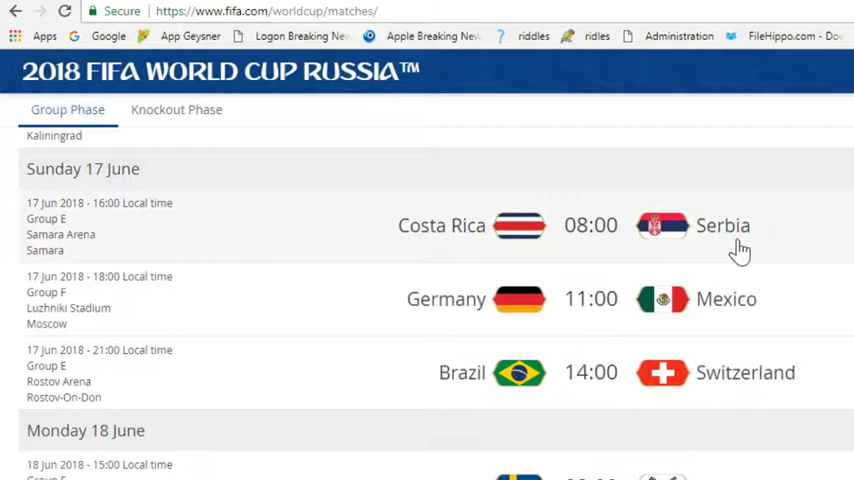 Secure https://www.fifa.com/worldcup/matches/
Apps Google App Geysner Logon Breaking New Apple Breaking New riddles ridles Administration FileHippo.com - Dow
2018 FIFA WORLD CUP RUSSIA™
Group Phase Knockout Phase
Kaliningrad
Sunday 17 June
17 Jun 2018 - 16:00 Local time
Group E
Samara Arena
Samara
Costa Rica 08:00 Serbia
17 Jun 2018 - 18:00 Local time
Group F
Luzhniki Stadium
Moscow
Germany 11:00 Mexico
17 Jun 2018 - 21:00 Local time
Group E
Rostov Arena
Rostov-On-Don
Brazil 14:00 Switzerland
Monday 18 June
18 Jun 2018 - 15:00 Local time